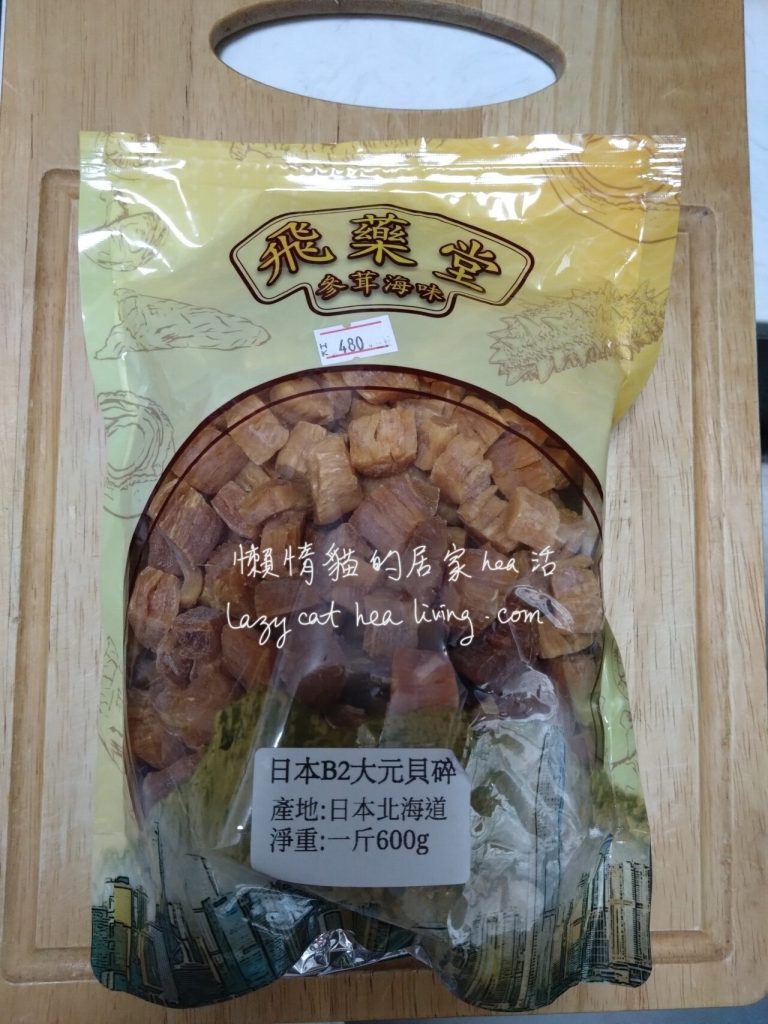 飛藥堂
參茸海味
HK 480
懶惰貓的居家hea活
Lazy cat hea living.com
日本B2大元貝碎
產地:日本北海道
淨重:一斤600g